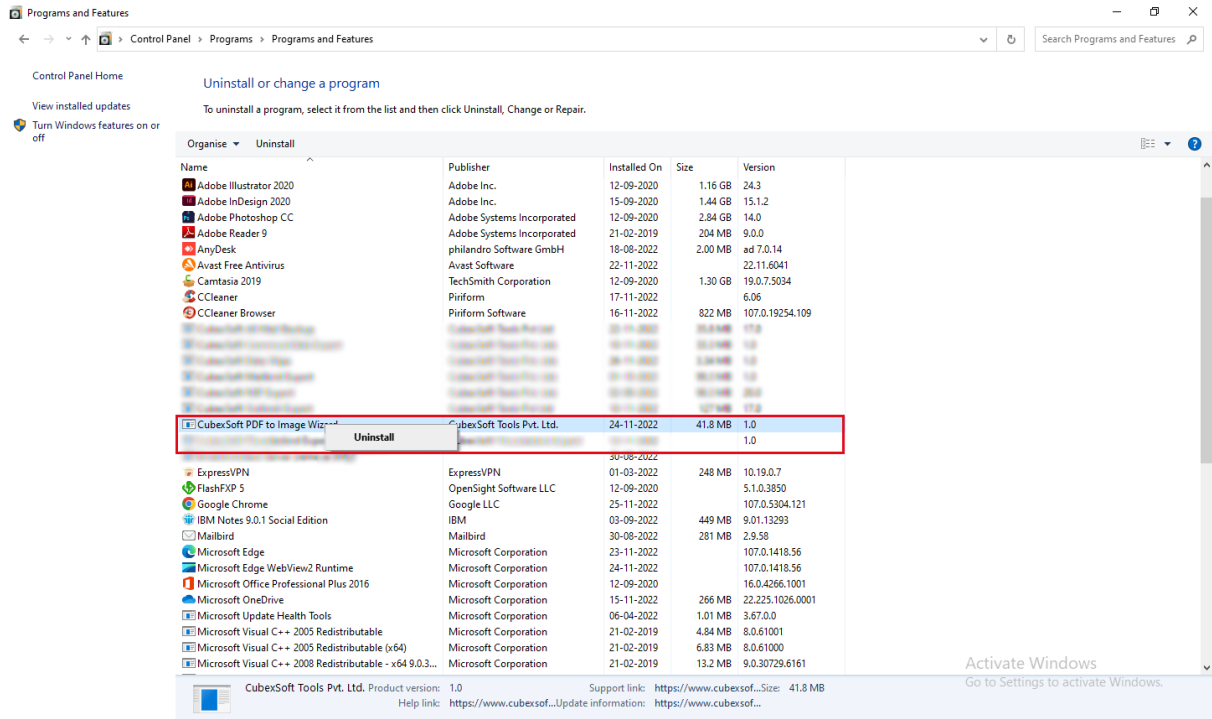 Programs and Features
Control Panel > Programs > Programs and Features
Search Programs and Features
Control Panel Home
View installed updates
Turn Windows features on or
off
Uninstall or change a program
To uninstall a program, select it from the list and then click Uninstall, Change or Repair.
Organise Uninstall
Name Publisher Installed On Size Version
Adobe Illustrator 2020 Adobe Inc. 12-09-2020 1.16 GB 24.3
Adobe InDesign 2020 Adobe Inc. 15-09-2020 1.44 GB 15.1.2
Adobe Photoshop CC Adobe Systems Incorporated 12-09-2020 2.84 GB 14.0
Adobe Reader 9 Adobe Systems Incorporated 21-02-2019 204 MB 9.0.0
AnyDesk philandro Software GmbH 18-08-2022 2.00 MB ad 7.0.14
Avast Free Antivirus Avast Software 22-11-2022 22.11.6041
Camtasia 2019 TechSmith Corporation 12-09-2020 1.30 GB 19.0.7.5034
CCleaner Piriform 17-11-2022 6.06
CCleaner Browser Piriform Software 16-11-2022 822 MB 107.0.19254.109
CubexSoft PDF to Image Wizard CubexSoft Tools Pvt. Ltd. 24-11-2022 41.8 MB 1.0
Uninstall
1.0
30-08-2022
ExpressVPN ExpressVPN 01-03-2022 248 MB 10.19.0.7
FlashFXP 5 OpenSight Software LLC 12-09-2020 5.1.0.3850
Google Chrome Google LLC 25-11-2022 107.0.5304.121
IBM Notes 9.0.1 Social Edition IBM 03-09-2022 449 MB 9.01.13293
Mailbird Mailbird 30-08-2022 281 MB 2.9.58
Microsoft Edge Microsoft Corporation 23-11-2022 107.0.1418.56
Microsoft Edge WebView2 Runtime Microsoft Corporation 24-11-2022 107.0.1418.56
Microsoft Office Professional Plus 2016 Microsoft Corporation 12-09-2020 16.0.4266.1001
Microsoft OneDrive Microsoft Corporation 15-11-2022 266 MB 22.225.1026.0001
Microsoft Update Health Tools Microsoft Corporation 06-04-2022 1.01 MB 3.67.0.0
Microsoft Visual C++ 2005 Redistributable Microsoft Corporation 21-02-2019 4.84 MB 8.0.61001
Microsoft Visual C++ 2005 Redistributable (x64) Microsoft Corporation 21-02-2019 6.83 MB 8.0.61000
Microsoft Visual C++ 2008 Redistributable - x64 9.0.3... Microsoft Corporation 21-02-2019 13.2 MB 9.0.30729.6161
Activate Windows
Go to Settings to activate Windows.
CubexSoft Tools Pvt. Ltd. Product version: 1.0 Support link: https://www.cubexsof... Size: 41.8 MB
Help link: https://www.cubexsof... Update information: https://www.cubexsof...